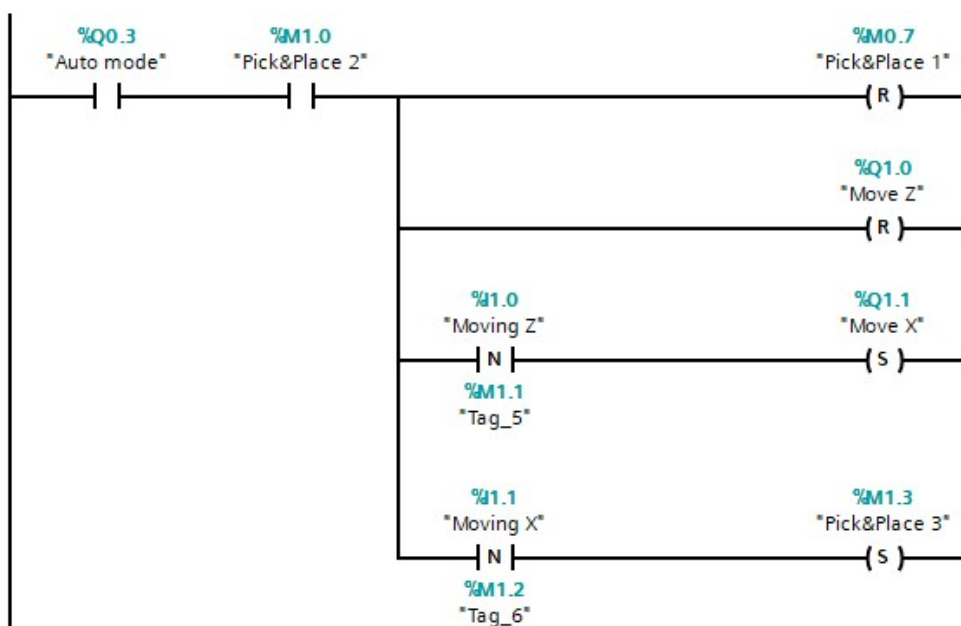 %Q0.3 %M1.0 %M0.7
"Auto mode" "Pick&Place 2" "Pick&Place 1"
R
%Q1.0
"Move Z"
R
%I1.0 %Q1.1
"Moving Z" "Move X"
N S
%M1.1
"Tag_5"
%I1.1 %M1.3
"Moving X" "Pick&Place 3"
N S
%M1.2
"Tag_6"